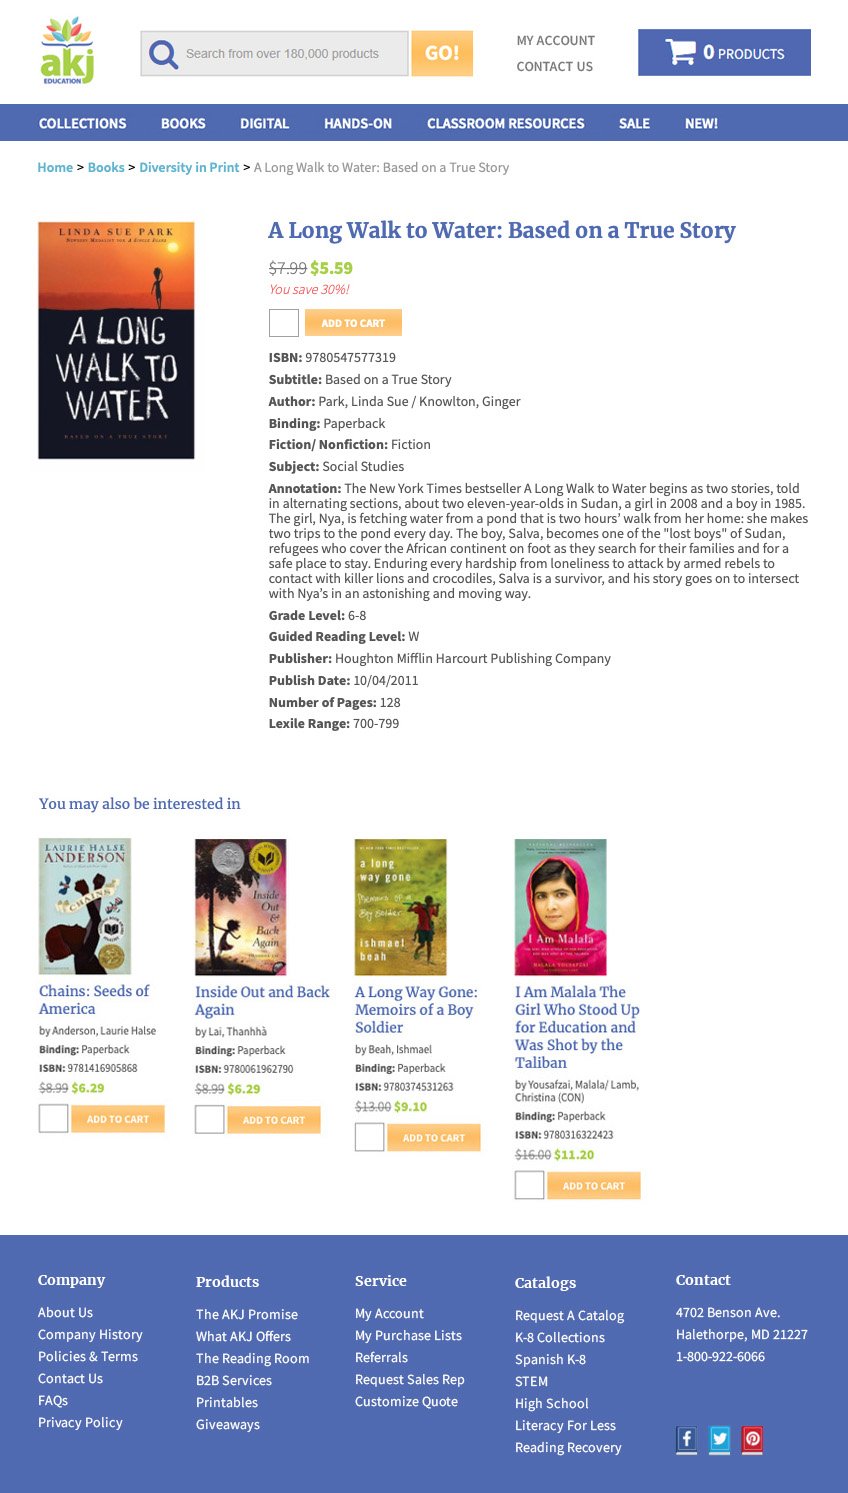 akj
EDUCATION
Search from over 180,000 products
GO!
MY ACCOUNT
CONTACT US
0 PRODUCTS
COLLECTIONS BOOKS DIGITAL HANDS-ON CLASSROOM RESOURCES SALE NEW!
Home > Books > Diversity in Print > A Long Walk to Water: Based on a True Story
LINDA SUE PARK
NEWBERY MEDALIST FOR A SINGLE SHARD
A LONG
WALK TO
WATER
BASED ON A TRUE STORY
A Long Walk to Water: Based on a True Story
$7.99 $5.59
You save 30%!
ADD TO CART
ISBN: 9780547577319
Subtitle: Based on a True Story
Author: Park, Linda Sue / Knowlton, Ginger
Binding: Paperback
Fiction/ Nonfiction: Fiction
Subject: Social Studies
Annotation: The New York Times bestseller A Long Walk to Water begins as two stories, told
in alternating sections, about two eleven-year-olds in Sudan, a girl in 2008 and a boy in 1985.
The girl, Nya, is fetching water from a pond that is two hours' walk from her home: she makes
two trips to the pond every day. The boy, Salva, becomes one of the "lost boys" of Sudan,
refugees who cover the African continent on foot as they search for their families and for a
safe place to stay. Enduring every hardship from loneliness to attack by armed rebels to
contact with killer lions and crocodiles, Salva is a survivor, and his story goes on to intersect
with Nya's in an astonishing and moving way.
Grade Level: 6-8
Guided Reading Level: W
Publisher: Houghton Mifflin Harcourt Publishing Company
Publish Date: 10/04/2011
Number of Pages: 128
Lexile Range: 700-799
You may also be interested in
LAURIE HALSE
ANDERSON
CHAINS
Chains: Seeds of
America
by Anderson, Laurie Halse
Binding: Paperback
ISBN: 9781416905868
$8.99 $6.29
ADD TO CART
Inside
Out
&
Back
Again
Inside Out and Back
Again
by Lai, Thanhhà
Binding: Paperback
ISBN: 9780061962790
$8.99 $6.29
ADD TO CART
a long
way gone
Memoirs of a
Boy Soldier
ishmael
beah
A Long Way Gone:
Memoirs of a Boy
Soldier
by Beah, Ishmael
Binding: Paperback
ISBN: 9780374531263
$13.00 $9.10
ADD TO CART
I Am Malala
MALALA YOUSAFZAI
I Am Malala The
Girl Who Stood Up
for Education and
Was Shot by the
Taliban
by Yousafzai, Malala/ Lamb,
Christina (CON)
Binding: Paperback
ISBN: 9780316322423
$16.00 $11.20
ADD TO CART
Company
About Us
Company History
Policies & Terms
Contact Us
FAQs
Privacy Policy
Products
The AKJ Promise
What AKJ Offers
The Reading Room
B2B Services
Printables
Giveaways
Service
My Account
My Purchase Lists
Referrals
Request Sales Rep
Customize Quote
Catalogs
Request A Catalog
K-8 Collections
Spanish K-8
STEM
High School
Literacy For Less
Reading Recovery
Contact
4702 Benson Ave.
Halethorpe, MD 21227
1-800-922-6066